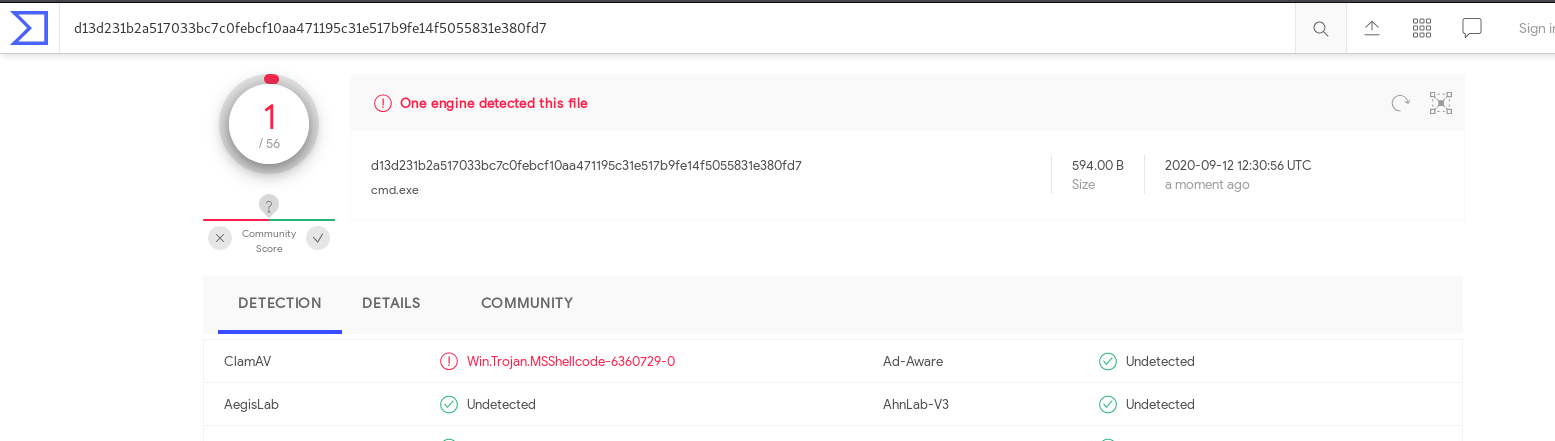 d13d231b2a517033bc7c0febcf10aa471195c31e517b9fe14f5055831e380fd7
Sign in
1
/ 56
?
Community
Score
One engine detected this file
d13d231b2a517033bc7c0febcf10aa471195c31e517b9fe14f5055831e380fd7
cmd.exe
594.00 B
Size
2020-09-12 12:30:56 UTC
a moment ago
DETECTION DETAILS COMMUNITY
ClamAV Win.Trojan.MSShellcode-6360729-0 Ad-Aware Undetected
AegisLab Undetected AhnLab-V3 Undetected